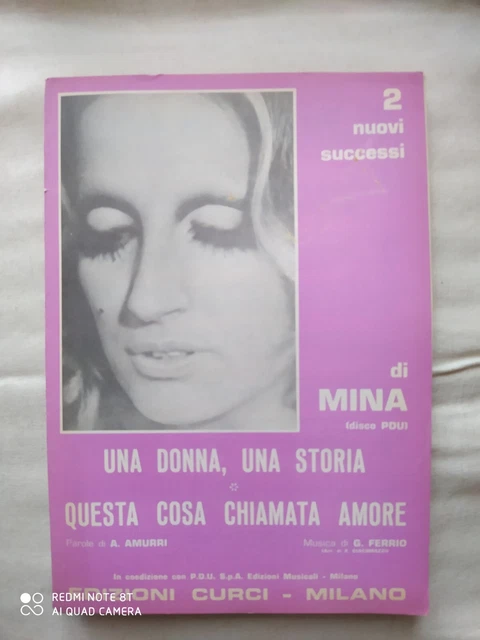 2
nuovi
successi
di
MINA
(disco PDU)
UNA DONNA, UNA STORIA
*
QUESTA COSA CHIAMATA AMORE
Parole di A. AMURRI
Musica di G. FERRIO
In coedizione con P.D.U. S.p.A. Edizioni Musicali - Milano
EDIZIONI CURCI - MILANO
REDMI NOTE 8T
AI QUAD CAMERA